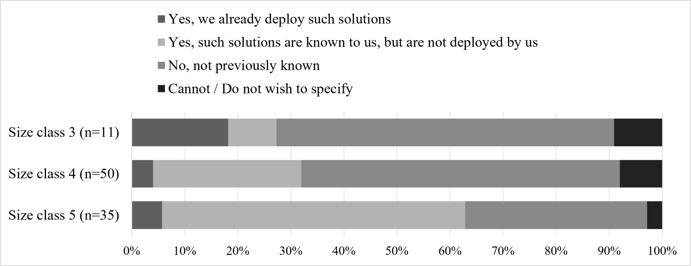 Yes, we already deploy such solutions
Yes, such solutions are known to us, but are not deployed by us
No, not previously known
Cannot / Do not wish to specify
Size class 3 (n=11)
Size class 4 (n=50)
Size class 5 (n=35)
0% 10% 20% 30% 40% 50% 60% 70% 80% 90% 100%